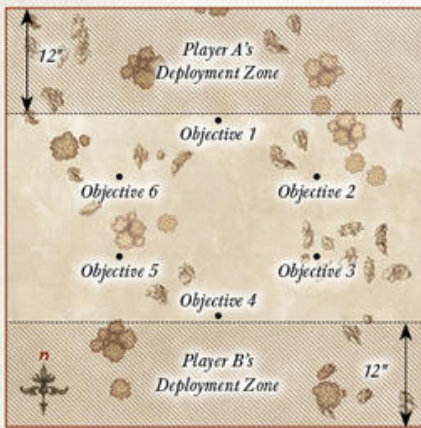 12"
Player A's
Deployment Zone
Objective 1
Objective 6
Objective 2
Objective 5
Objective 3
Objective 4
Player B's
Deployment Zone
12"
n